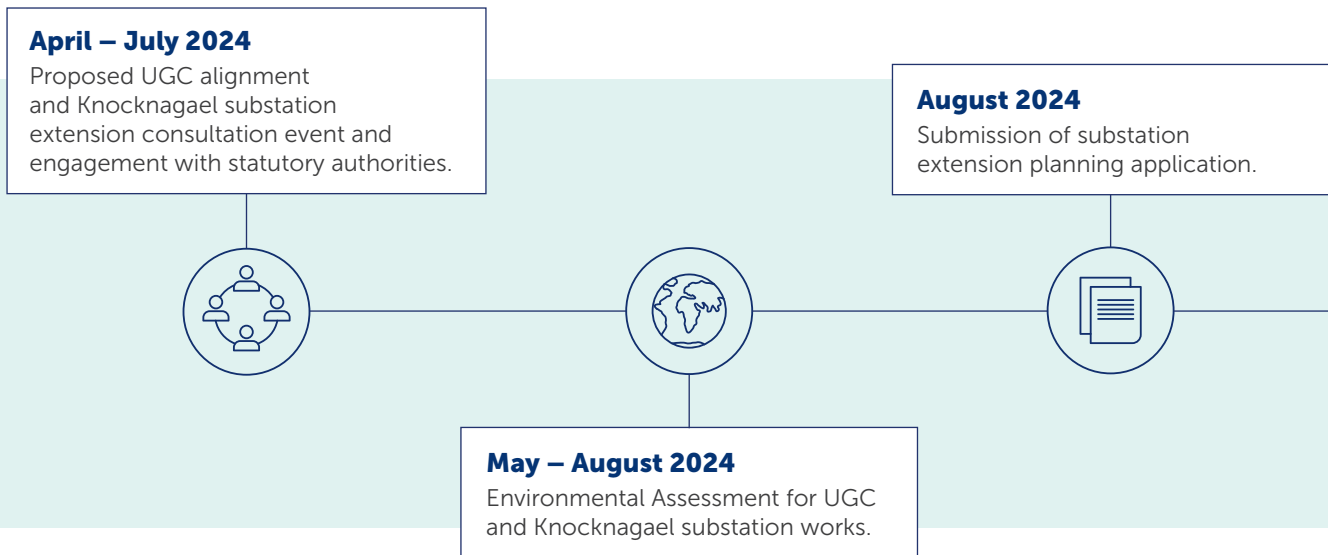 April – July 2024
Proposed UGC alignment
and Knocknagael substation
extension consultation event and
engagement with statutory authorities.
May – August 2024
Environmental Assessment for UGC
and Knocknagael substation works.
August 2024
Submission of substation
extension planning application.